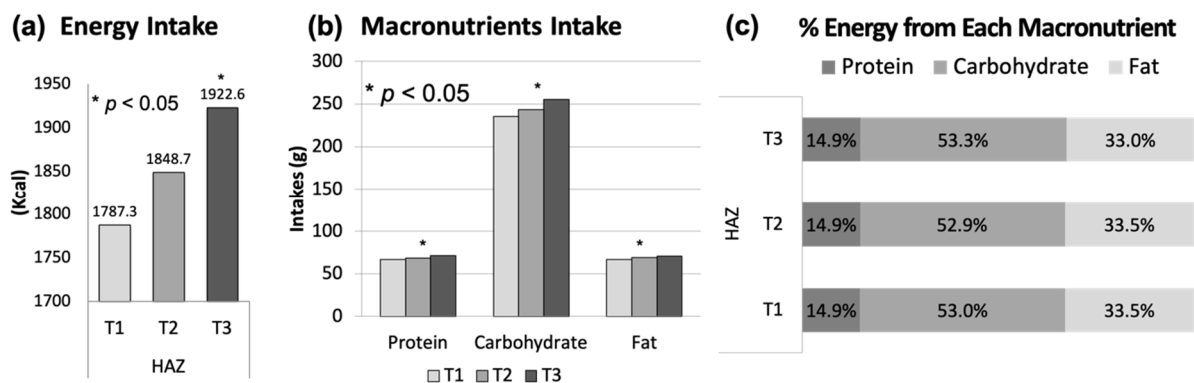 (a) Energy Intake
1950
1900
1850
1800
1750
1700
(Kcal)
* p < 0.05
1787.3
1848.7
*
1922.6
T1 T2 T3
HAZ
(b) Macronutrients Intake
300
250
200
150
100
50
0
Intakes (g)
* p < 0.05
*
*
*
Protein Carbohydrate Fat
T1 T2 T3
(c) % Energy from Each Macronutrient
Protein Carbohydrate Fat
HAZ
T3 14.9% 53.3% 33.0%
T2 14.9% 52.9% 33.5%
T1 14.9% 53.0% 33.5%